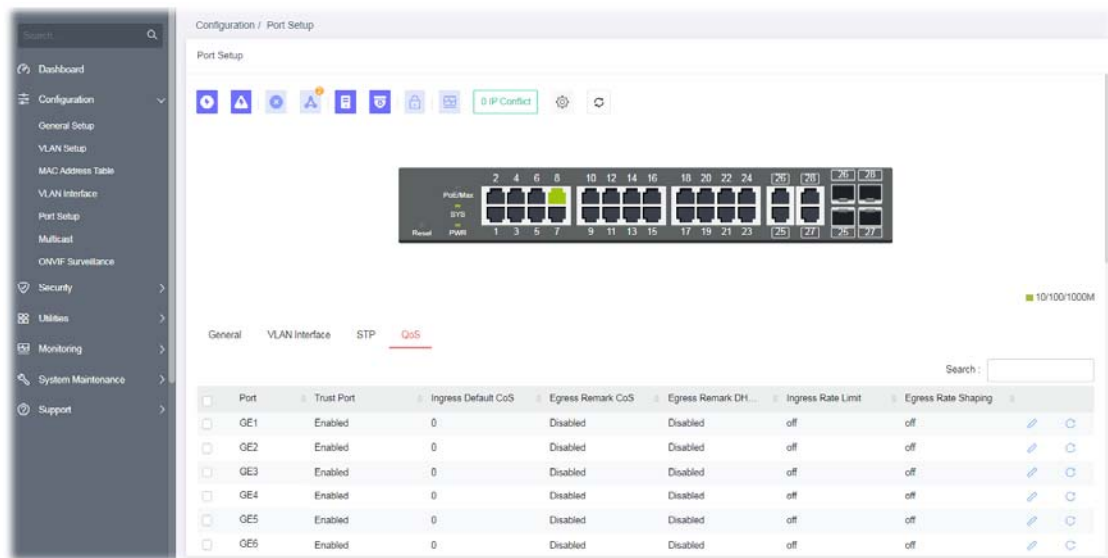 Search...
Configuration / Port Setup
Port Setup
Dashboard
Configuration
General Setup
VLAN Setup
MAC Address Table
VLAN Interface
Port Setup
Multicast
ONVIF Surveillance
Security
Utilities
Monitoring
System Maintenance
Support
2
0 IP Conflict
2 4 6 8 10 12 14 16 18 20 22 24 26 28 26 28
PoE/Max
SYS
Reset PWR 1 3 5 7 9 11 13 15 17 19 21 23 25 27 25 27
10/100/1000M
General VLAN Interface STP QoS
Search :
Port Trust Port Ingress Default CoS Egress Remark CoS Egress Remark DH... Ingress Rate Limit Egress Rate Shaping
GE1 Enabled 0 Disabled Disabled off off
GE2 Enabled 0 Disabled Disabled off off
GE3 Enabled 0 Disabled Disabled off off
GE4 Enabled 0 Disabled Disabled off off
GE5 Enabled 0 Disabled Disabled off off
GE6 Enabled 0 Disabled Disabled off off